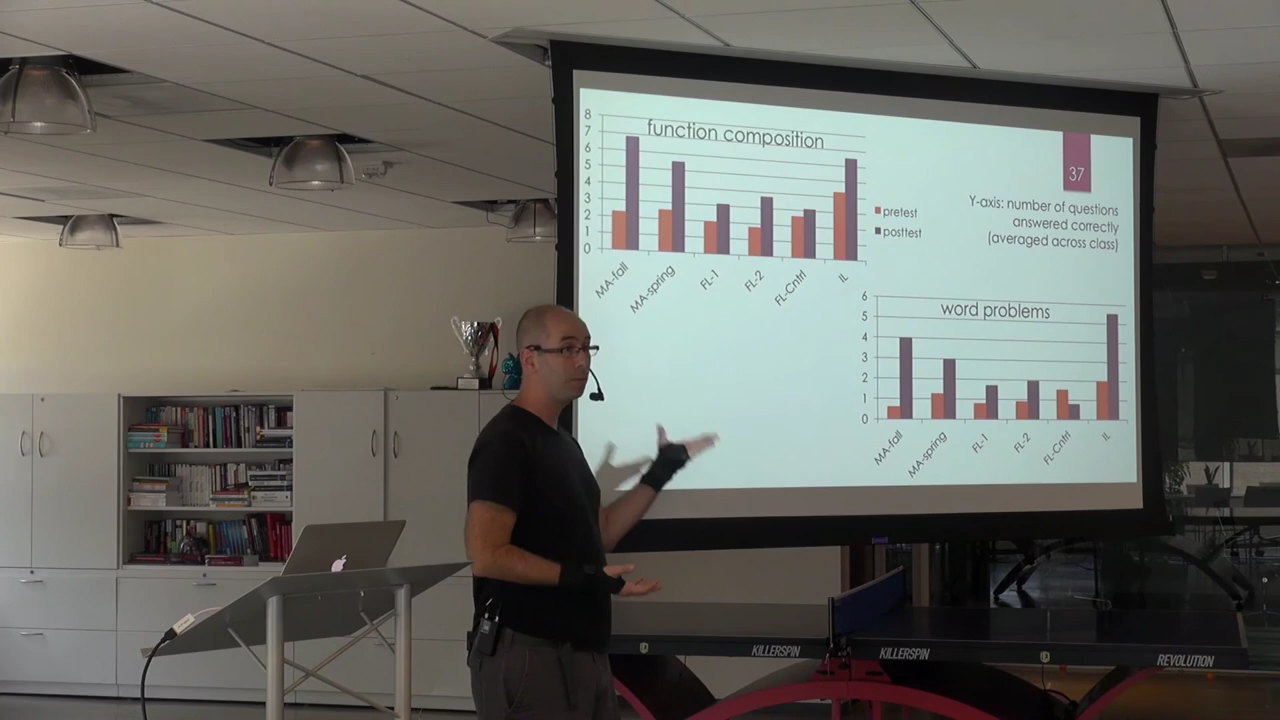 8
7
6
5
4
3
2
1
0
function composition
MA-fall
MA-spring
FL-1
FL-2
FL-Cntrl
IL
pretest
posttest
37
Y-axis: number of questions
answered correctly
(averaged across class)
6
5
4
3
2
1
0
word problems
MA-fall
MA-spring
FL-1
FL-2
FL-Cntrl
IL
KILLERSPIN
KILLERSPIN
REVOLUTION